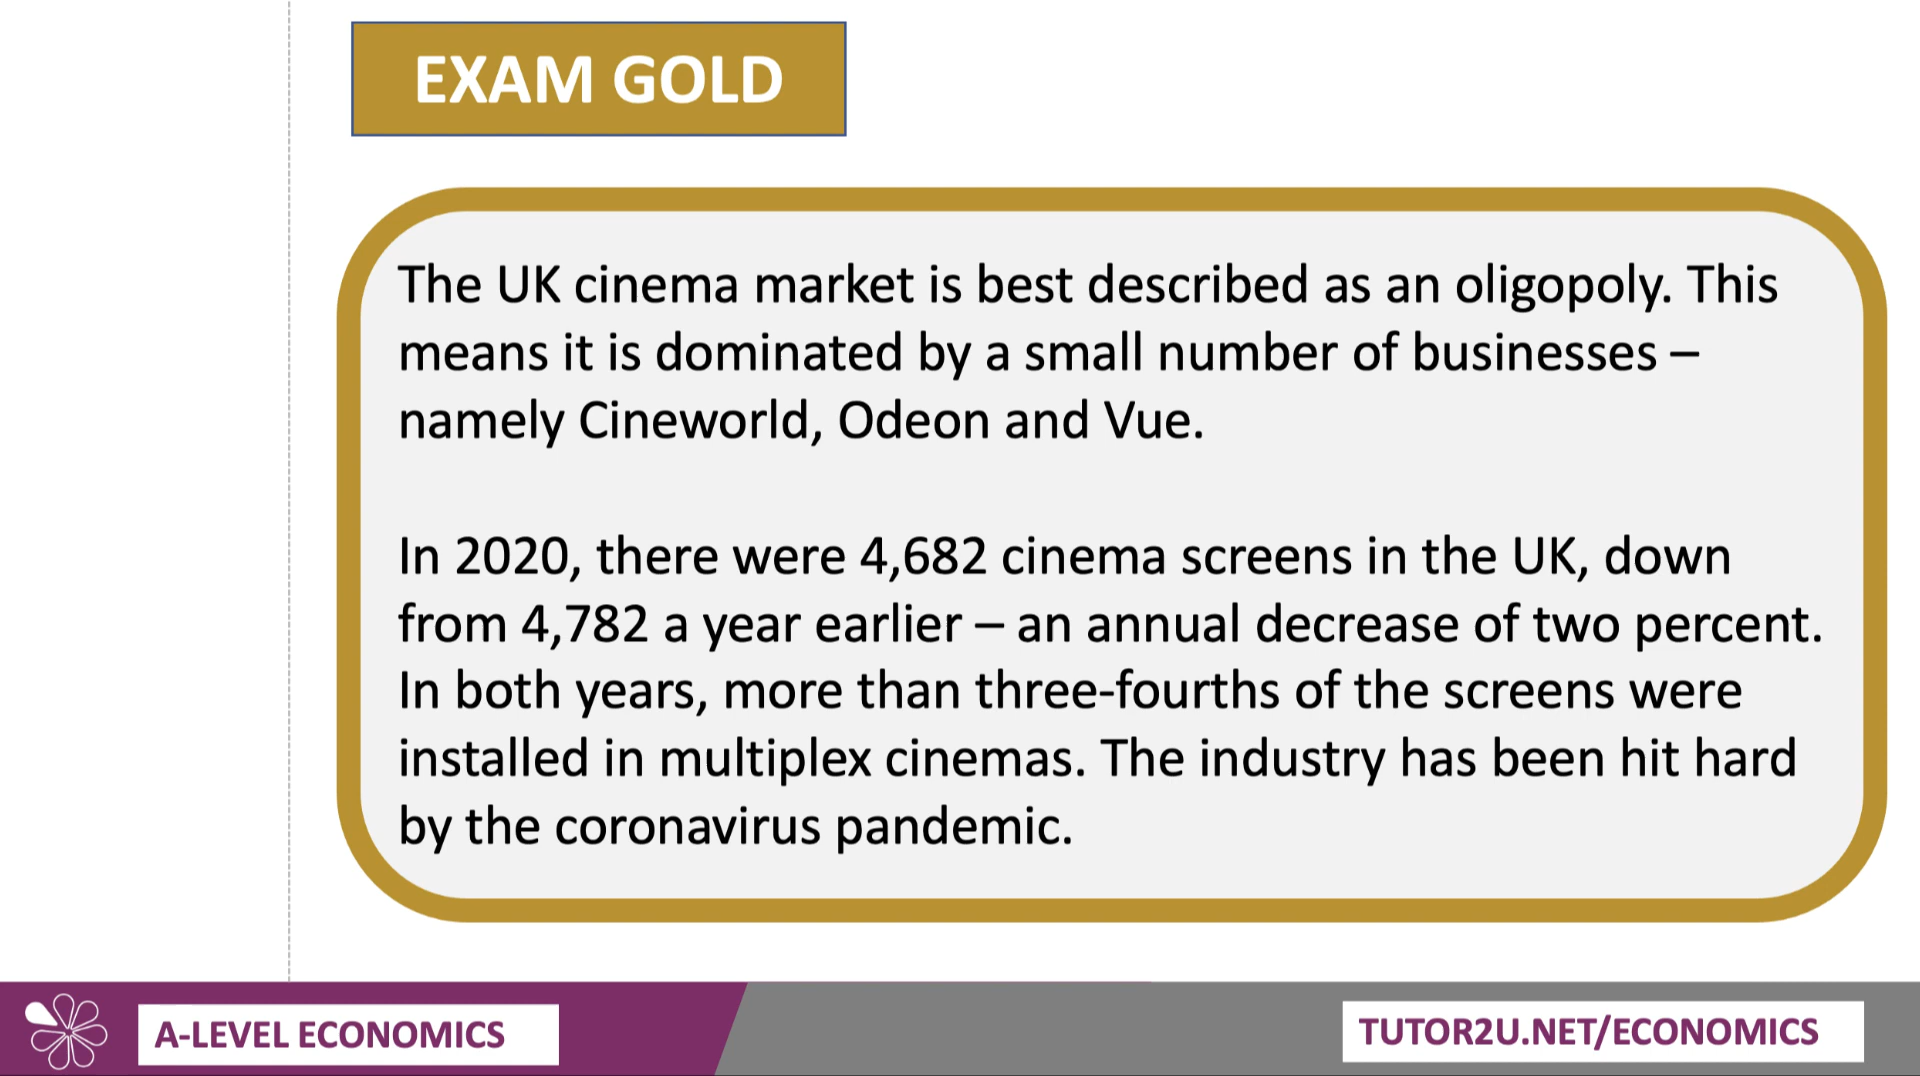 EXAM GOLD
The UK cinema market is best described as an oligopoly. This
means it is dominated by a small number of businesses –
namely Cineworld, Odeon and Vue.
In 2020, there were 4,682 cinema screens in the UK, down
from 4,782 a year earlier – an annual decrease of two percent.
In both years, more than three-fourths of the screens were
installed in multiplex cinemas. The industry has been hit hard
by the coronavirus pandemic.
A-LEVEL ECONOMICS
TUTOR2U.NET/ECONOMICS